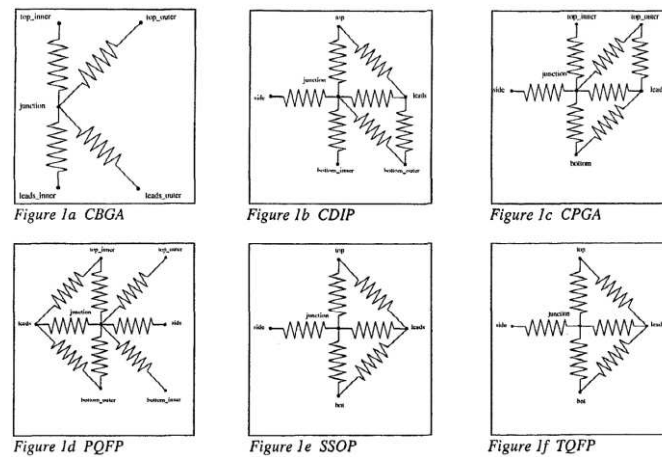 top_inner
top_outer
junction
leads_inner
leads_outer
Figure 1a CBGA
top
junction
side
leads
bottom_inner
bottom_outer
Figure 1b CDIP
top_inner
top_outer
junction
side
leads
bottom
Figure 1c CPGA
top_inner
top_outer
junction
leads
side
bottom_outer
bottom_inner
Figure 1d PQFP
top
junction
side
leads
bot
Figure 1e SSOP
top
junction
side
lead
bot
Figure 1f TQFP